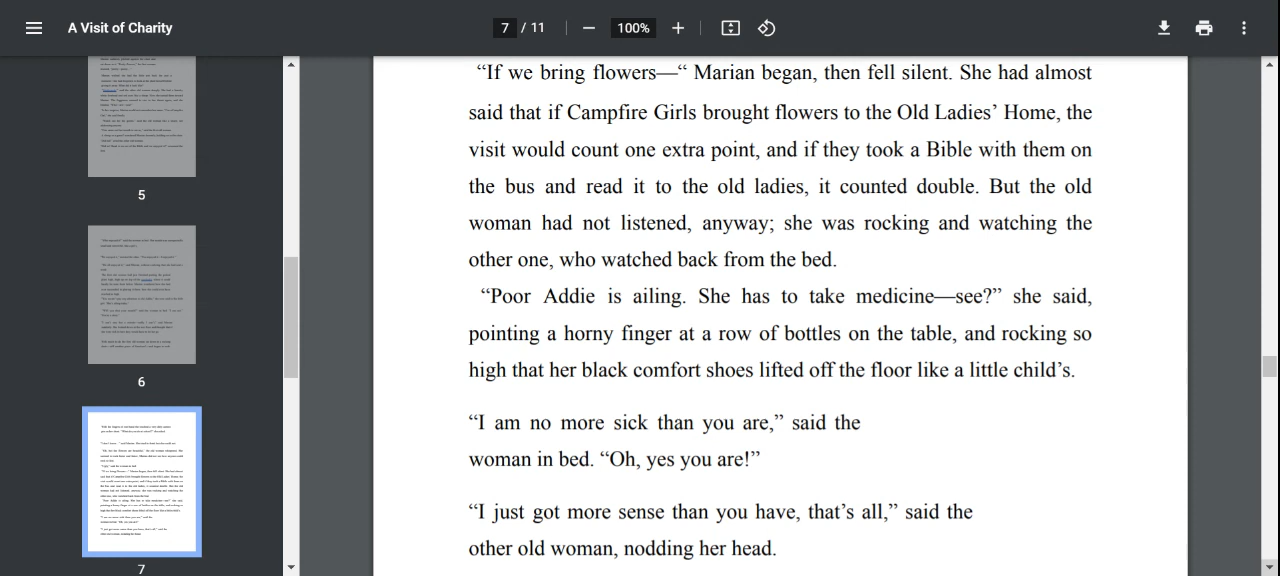 A Visit of Charity
7 / 11
100%
5
6
7
“If we bring flowers—“ Marian began, then fell silent. She had almost
said that if Campfire Girls brought flowers to the Old Ladies’ Home, the
visit would count one extra point, and if they took a Bible with them on
the bus and read it to the old ladies, it counted double. But the old
woman had not listened, anyway; she was rocking and watching the
other one, who watched back from the bed.
“Poor Addie is ailing. She has to take medicine—see?” she said,
pointing a horny finger at a row of bottles on the table, and rocking so
high that her black comfort shoes lifted off the floor like a little child’s.
“I am no more sick than you are,” said the
woman in bed. “Oh, yes you are!”
“I just got more sense than you have, that’s all,” said the
other old woman, nodding her head.